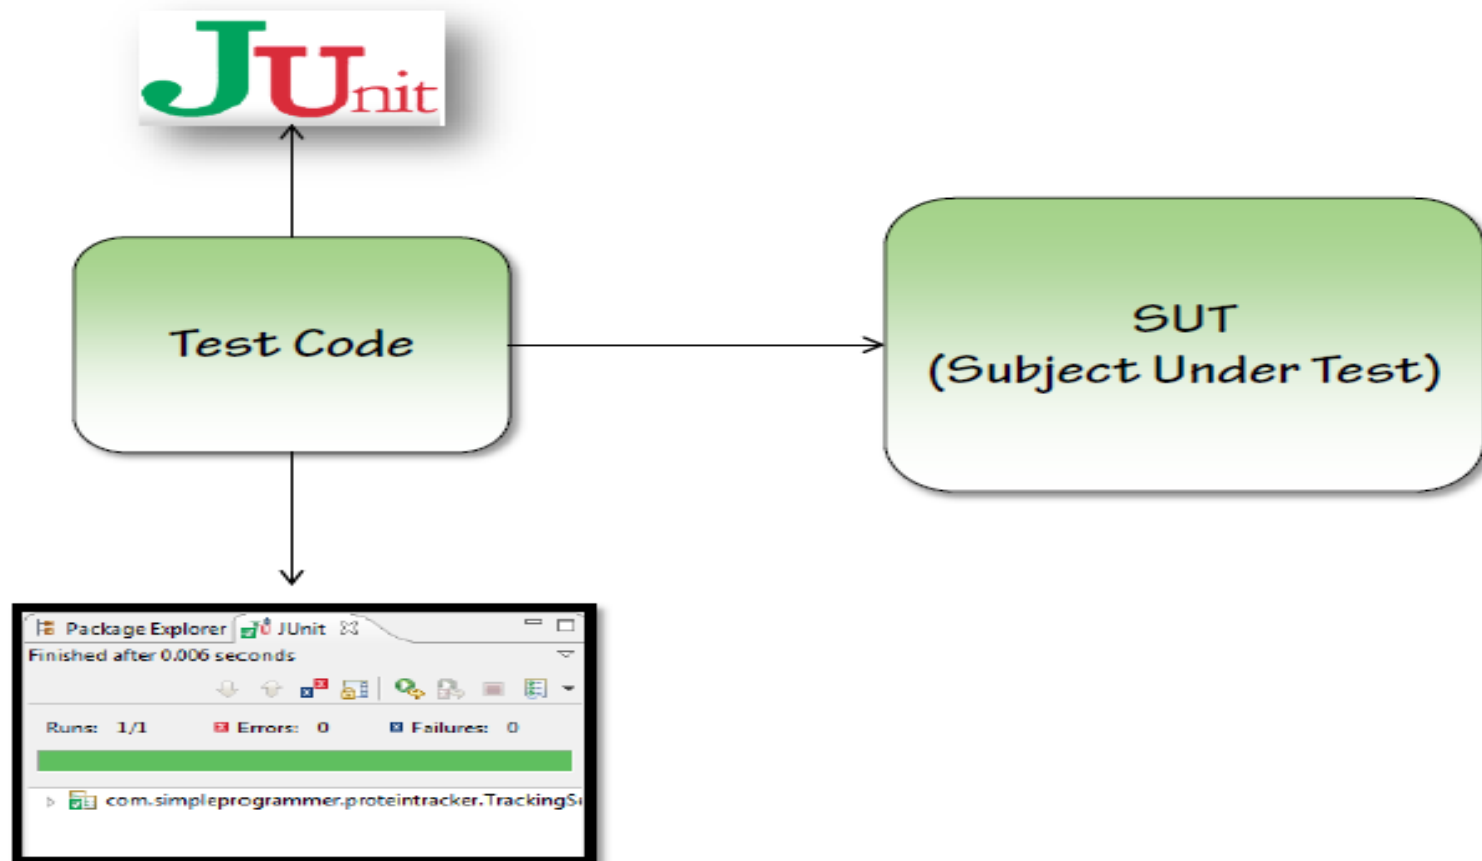 JUnit
Test Code
SUT
(Subject Under Test)
Package Explorer JUnit
Finished after 0.006 seconds
Runs: 1/1 Errors: 0 Failures: 0
com.simpleprogrammer.proteintracker.TrackingSe